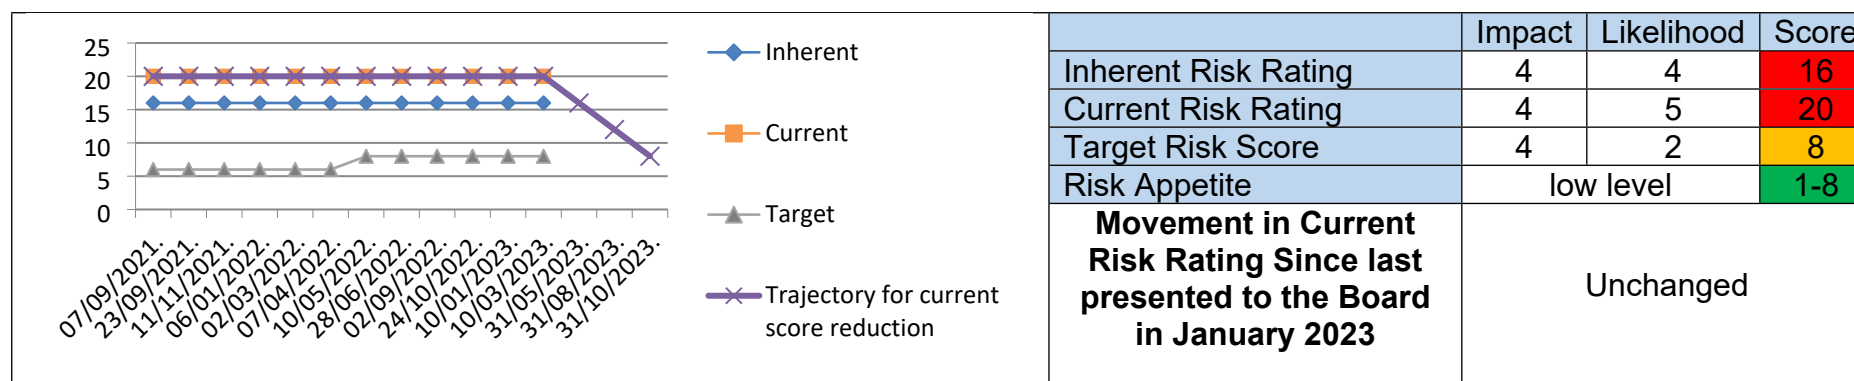 25
20
15
10
5
0
07/09/2021.
23/09/2021.
11/11/2021.
06/01/2022.
02/03/2022.
07/04/2022.
10/05/2022.
28/06/2022.
02/09/2022.
24/10/2022.
10/01/2023.
10/03/2023.
31/05/2023.
31/08/2023.
31/10/2023.
Inherent
Current
Target
Trajectory for current
score reduction
Impact Likelihood Score
Inherent Risk Rating 4 4 16
Current Risk Rating 4 5 20
Target Risk Score 4 2 8
Risk Appetite low level 1-8
Movement in Current
Risk Rating Since last
presented to the Board
in January 2023
Unchanged